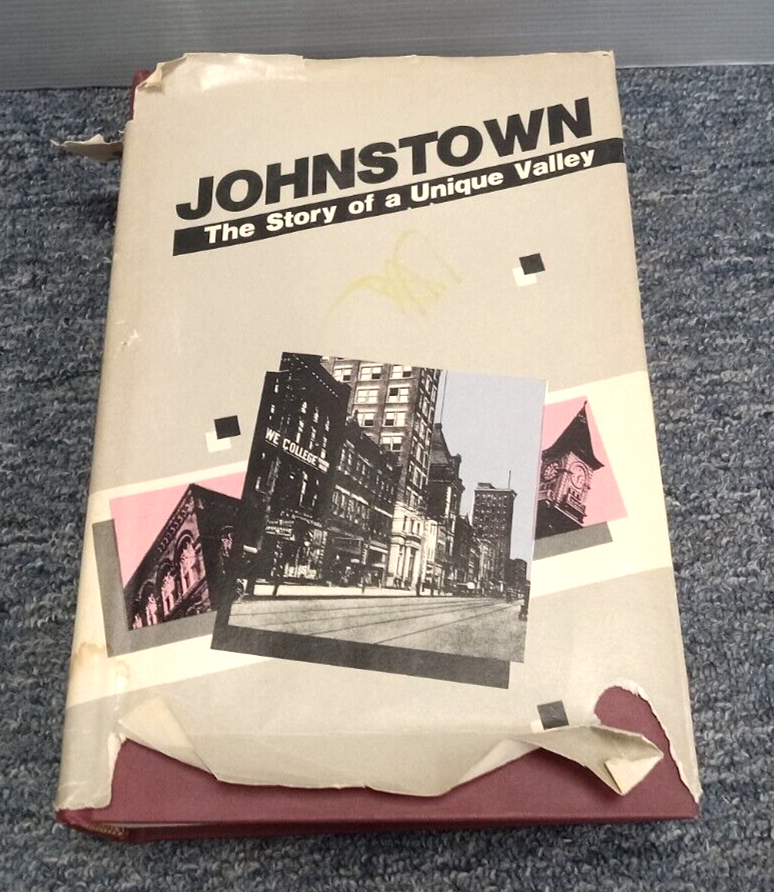 JOHNSTOWN
The Story of a Unique Valley
WE COLLEGE